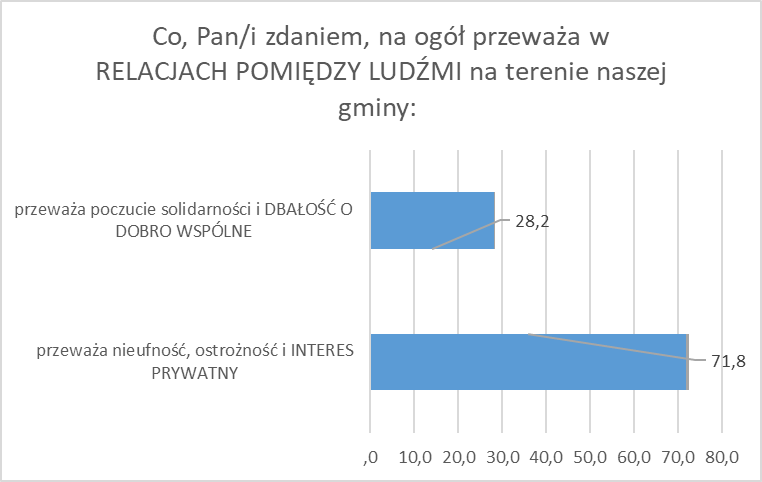 Co, Pan/i zdaniem, na ogół przeważa w
RELACJACH POMIĘDZY LUDŹMI na terenie naszej
gminy:
przeważa poczucie solidarności i DBAŁOŚĆ O
DOBRO WSPÓLNE
28,2
przeważa nieufność, ostrożność i INTERES
PRYWATNY
71,8
,0 10,0 20,0 30,0 40,0 50,0 60,0 70,0 80,0